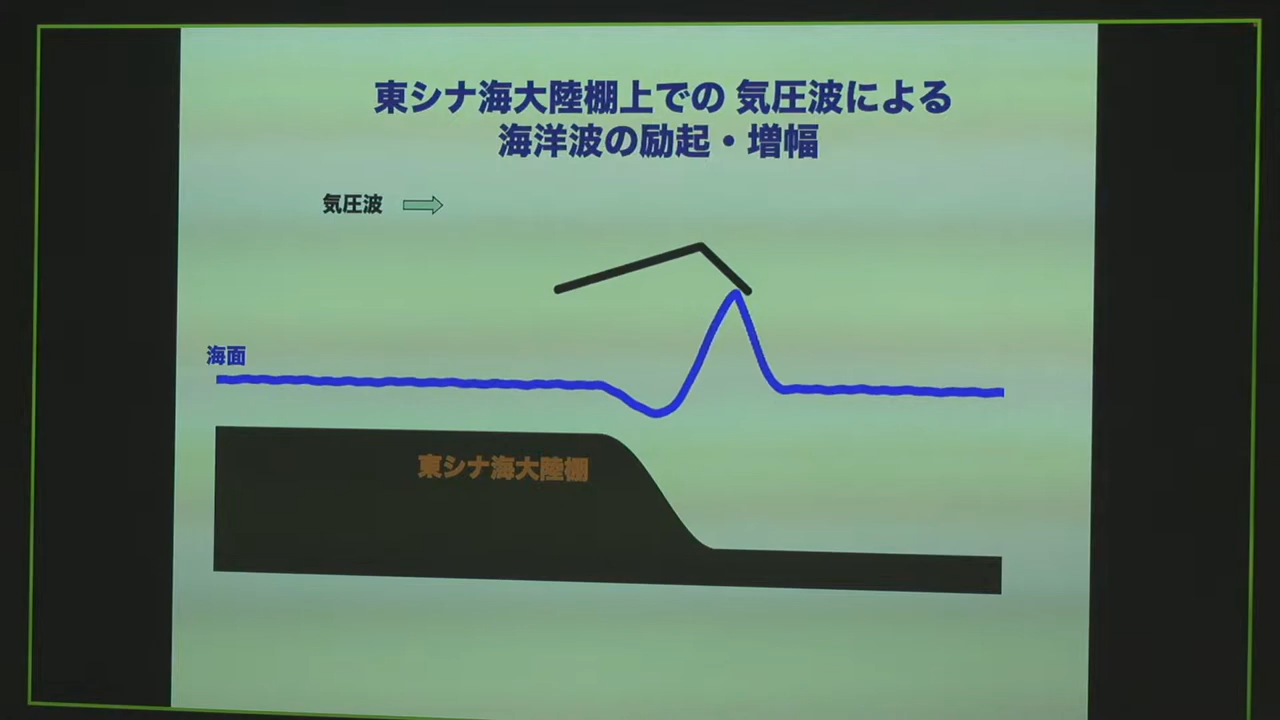 東シナ海大陸棚上での 気圧波による
海洋波の励起・増幅
気圧波
海面
東シナ海大陸棚